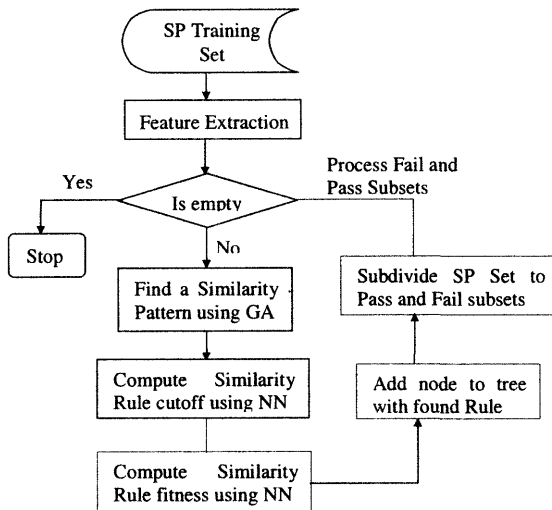 SP Training
Set
Feature Extraction
Process Fail and
Pass Subsets
Yes
Is empty
No
Stop
Find a Similarity
Pattern using GA
Subdivide SP Set to
Pass and Fail subsets
Compute Similarity
Rule cutoff using NN
Add node to tree
with found Rule
Compute Similarity
Rule fitness using NN